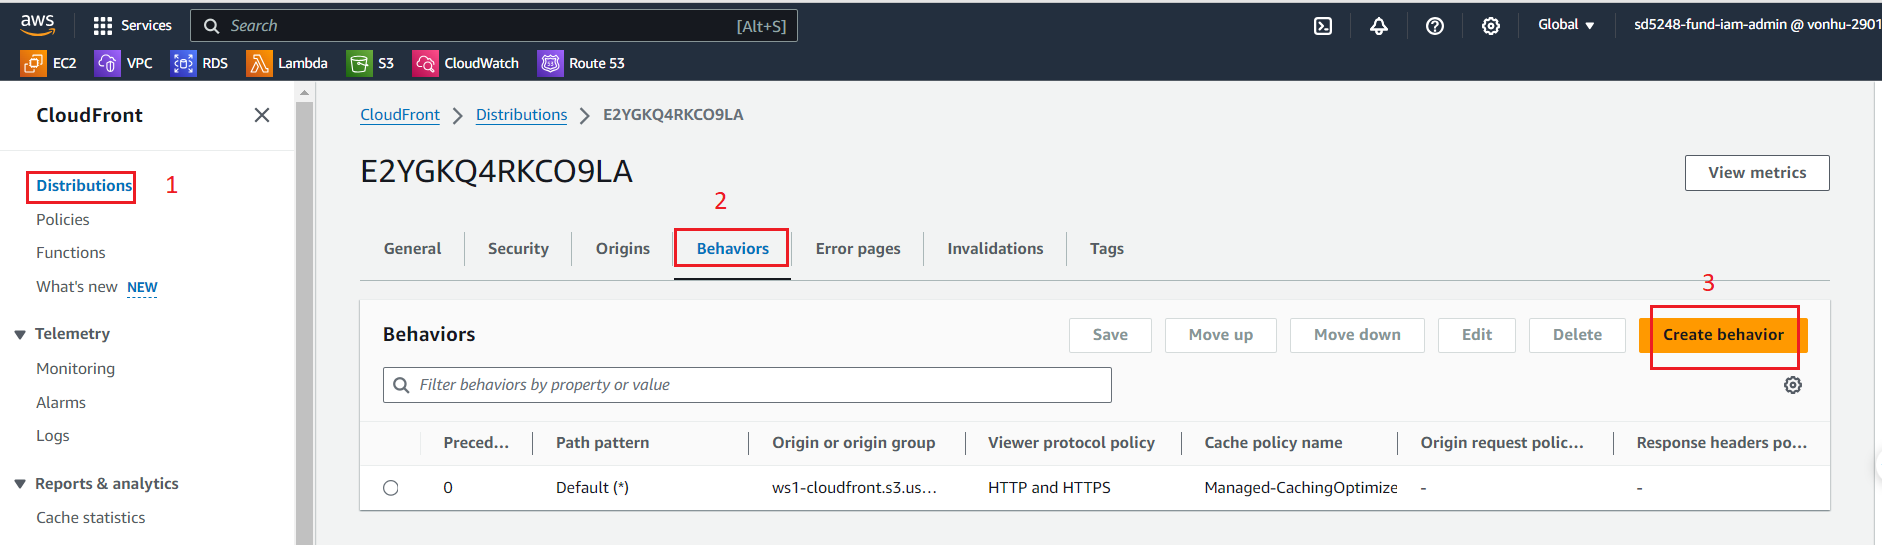 aws Services Search [Alt+S] Global sd5248-fund-iam-admin @ vonhu-2901
EC2 VPC RDS Lambda S3 CloudWatch Route 53
CloudFront
Distributions 1
Policies
Functions
What's new NEW
Telemetry
Monitoring
Alarms
Logs
Reports & analytics
Cache statistics
CloudFront Distributions E2YGKQ4RKCO9LA
E2YGKQ4RKCO9LA View metrics
2
General Security Origins Behaviors Error pages Invalidations Tags
3
Behaviors Save Move up Move down Edit Delete Create behavior
Filter behaviors by property or value
Preced... Path pattern Origin or origin group Viewer protocol policy Cache policy name Origin request polic... Response headers po...
0 Default (*) ws1-cloudfront.s3.us... HTTP and HTTPS Managed-CachingOptimize - -